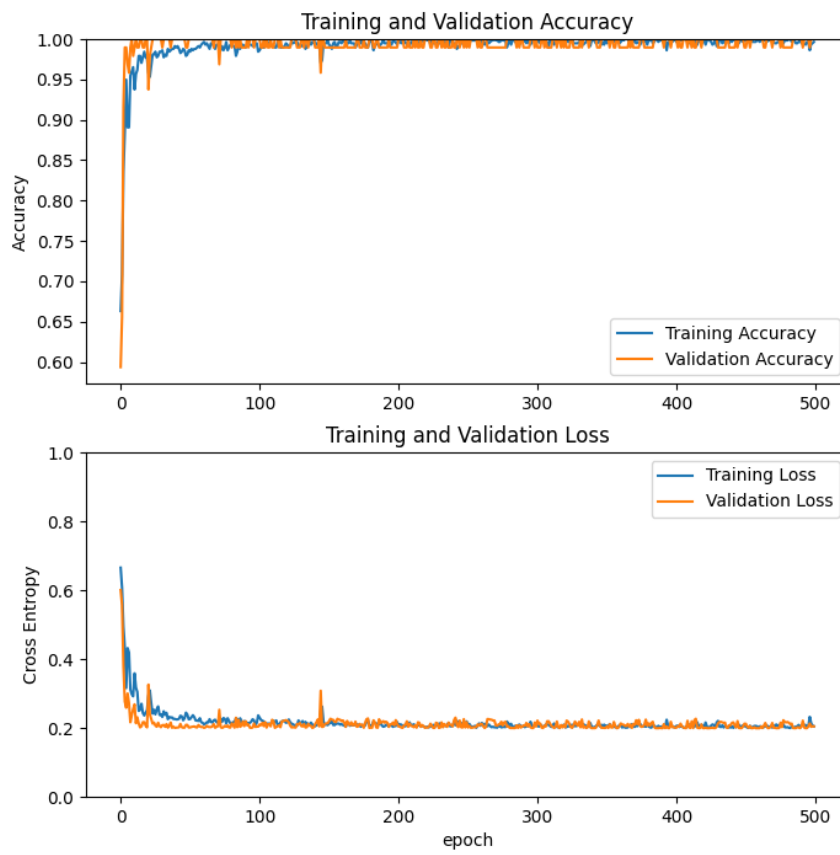 Training and Validation Accuracy
1.00
0.95
0.90
0.85
0.80
0.75
0.70
0.65
0.60
Accuracy
Training Accuracy
Validation Accuracy
0 100 200 300 400 500
Training and Validation Loss
1.0
0.8
0.6
0.4
0.2
0.0
Cross Entropy
Training Loss
Validation Loss
0 100 200 300 400 500
epoch